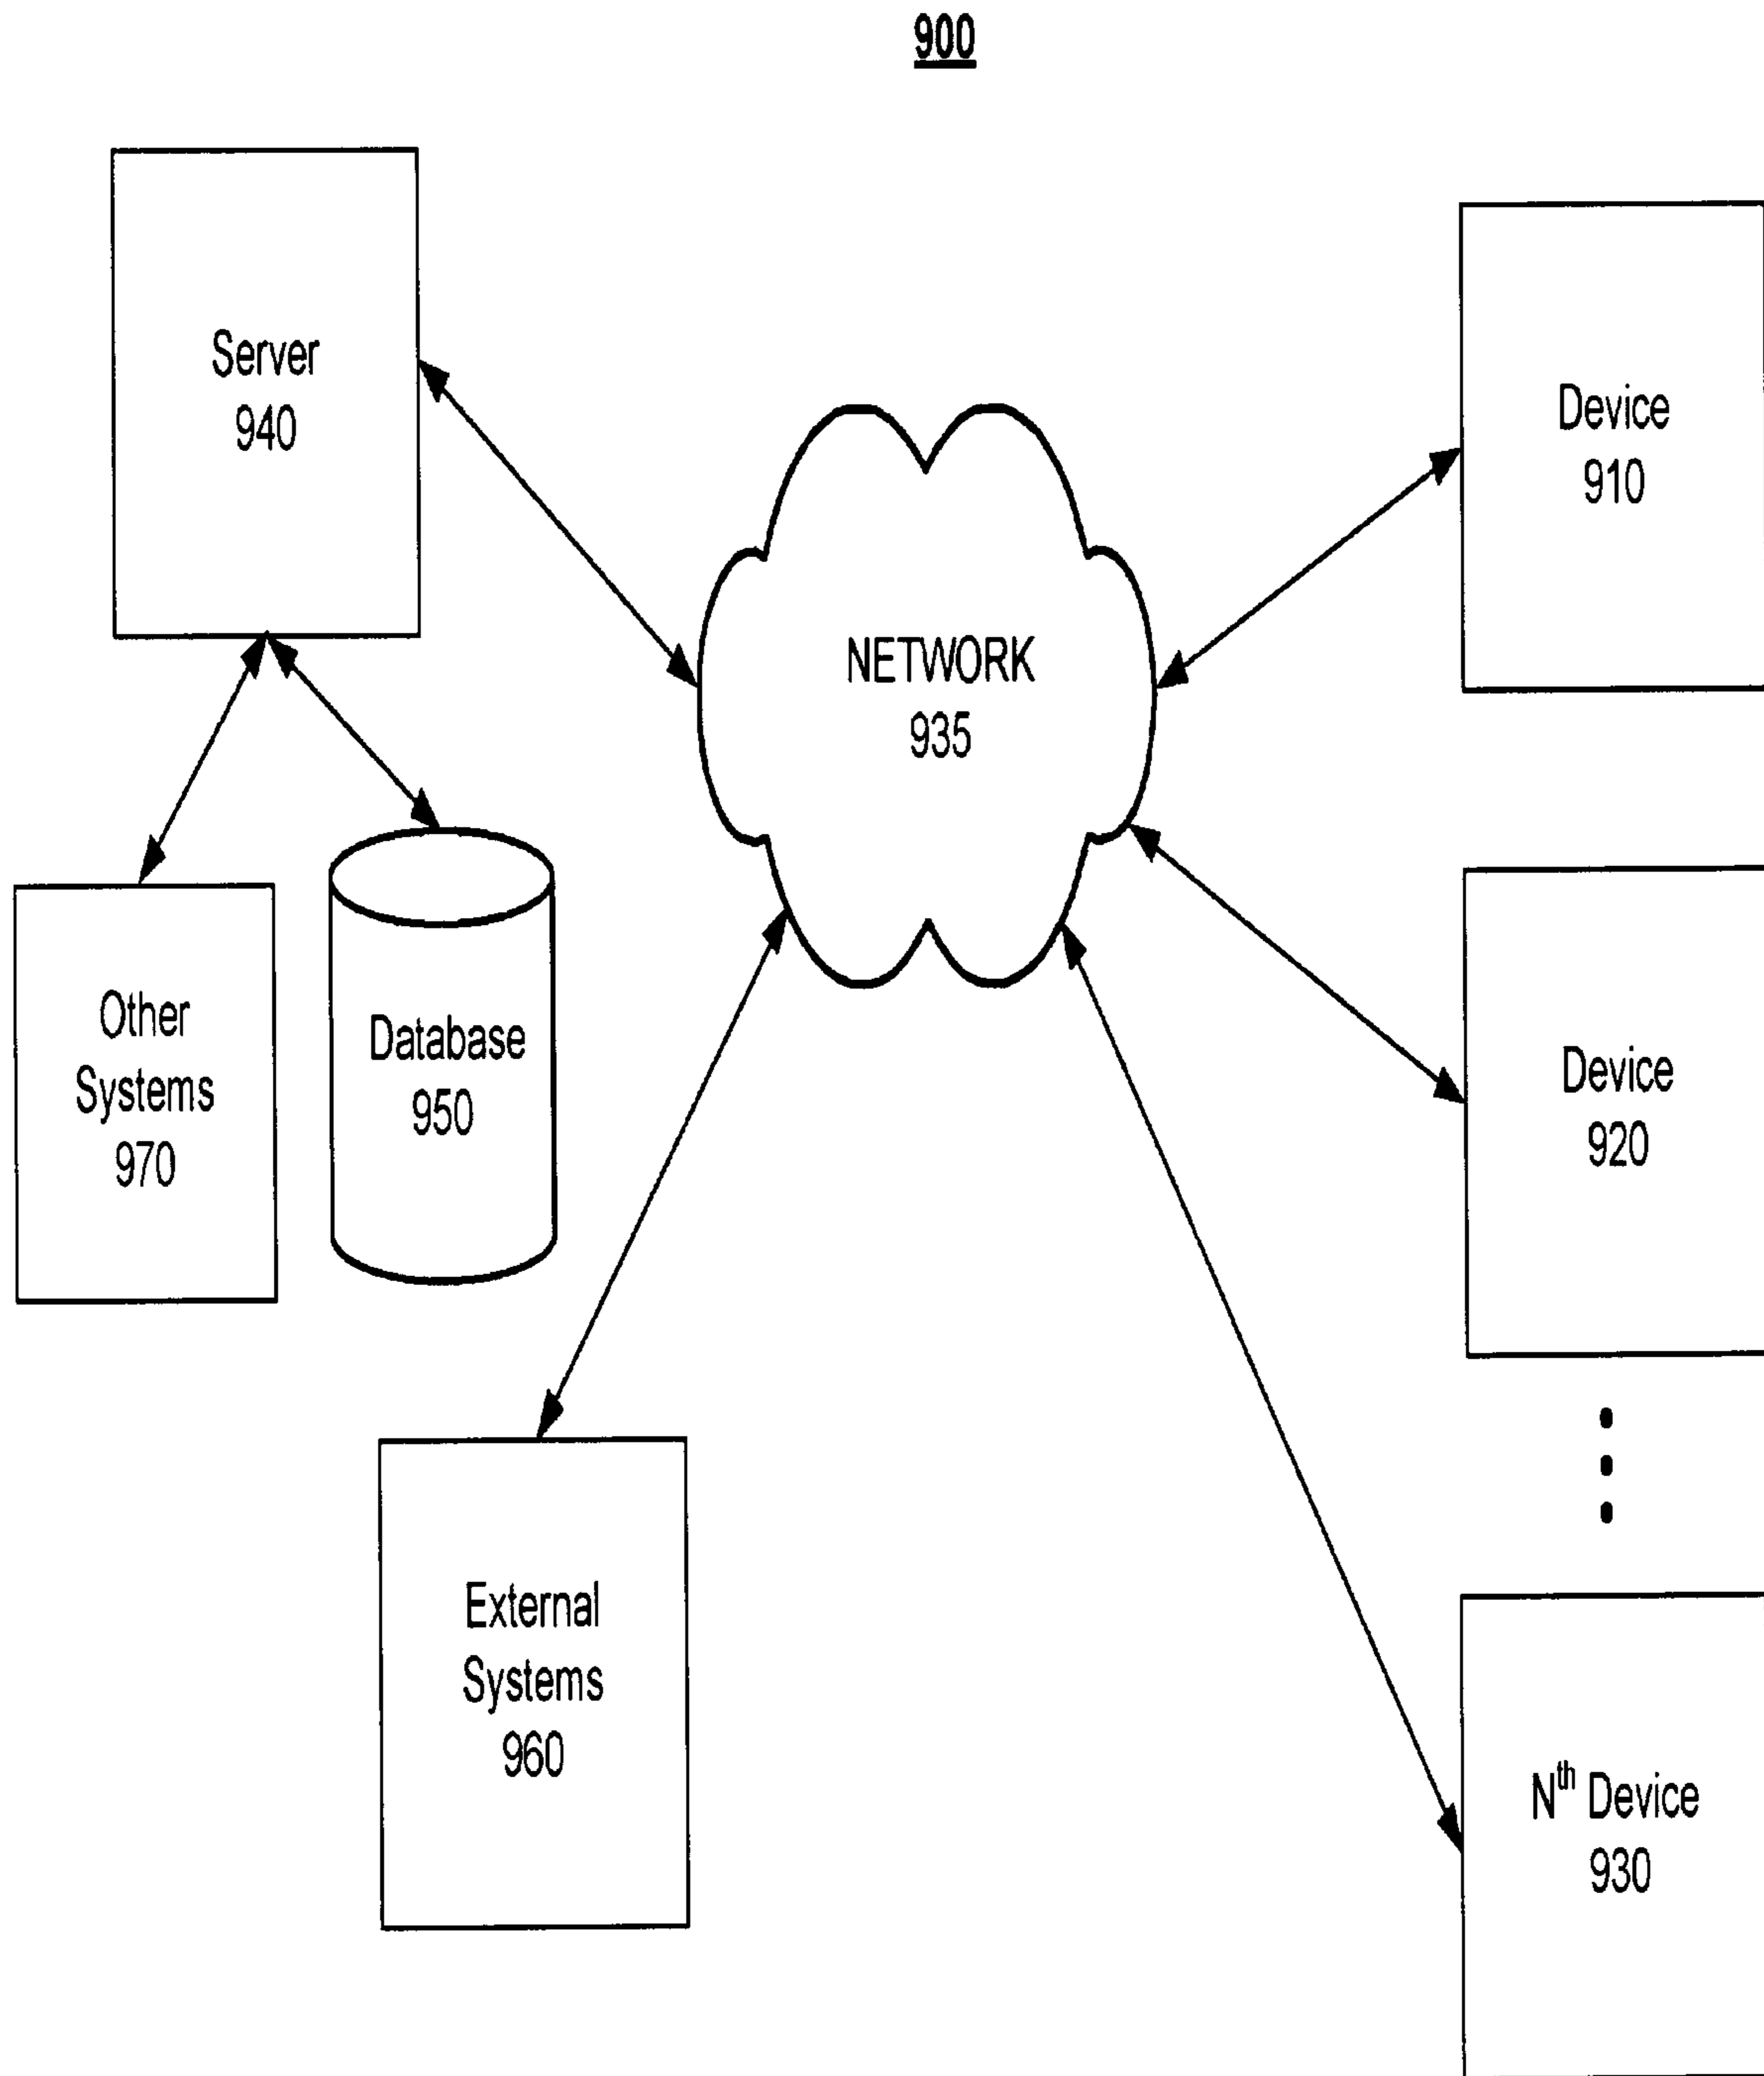 900
Server
940
Device
910
NETWORK
935
Other
Systems
970
Database
950
Device
920
External
Systems
960
Nth Device
930